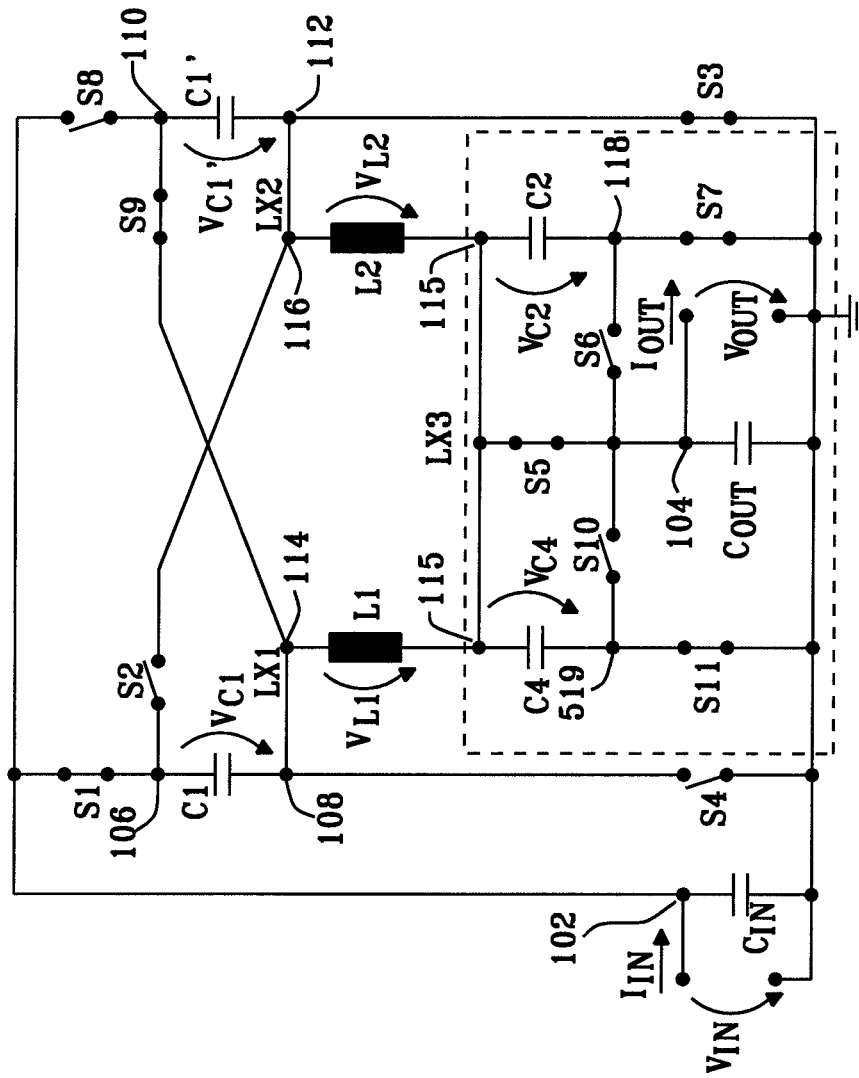 110
S8
C1'
VC1'
112
S9
LX2
116
VL2
L2
S3
S2
VC1
LX1
114
S1
106
C1
108
VL1
L1
115
115
LX3
C2
VC2
118
S7
S6
IOUT
VOUT
S5
104
COUT
VC4
S10
C4
519
S11
S4
102
IIN
CIN
VIN